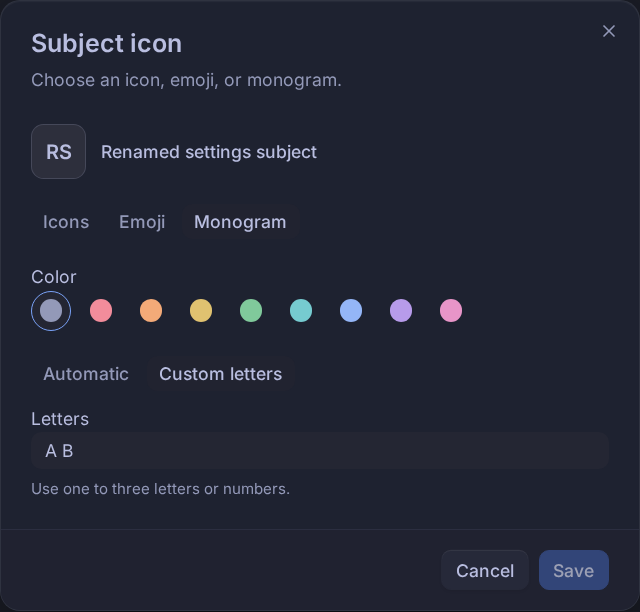 Subject icon
Choose an icon, emoji, or monogram.
RS Renamed settings subject
Icons Emoji Monogram
Color
Automatic Custom letters
Letters
A B
Use one to three letters or numbers.
Cancel Save